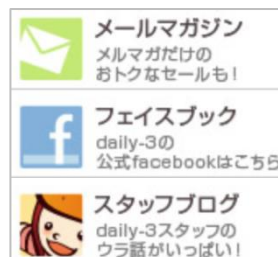 メールマガジン
メルマガだけの
おトクなセールも!
フェイスブック
daily-3の
公式facebookはこちら
スタッフブログ
daily-3スタッフの
ウラ話がいっぱい!